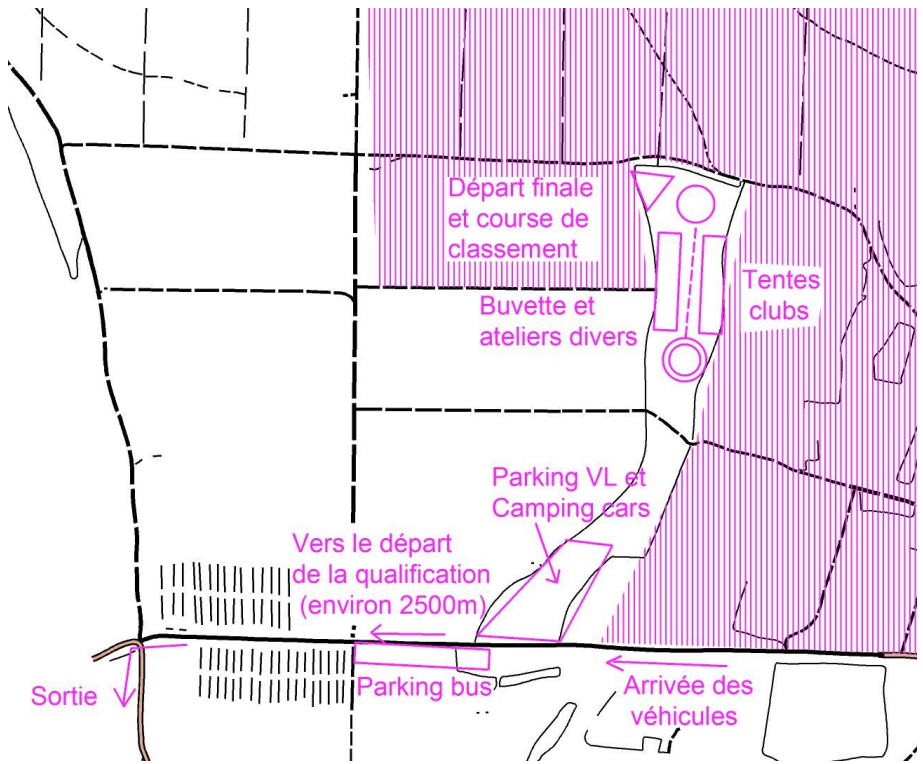 Départ finale
et course de
classement
Tentes
clubs
Buvette et
ateliers divers
Parking VL et
Camping cars
Vers le départ
de la qualification
(environ 2500m)
Sortie
Parking bus
Arrivée des
véhicules